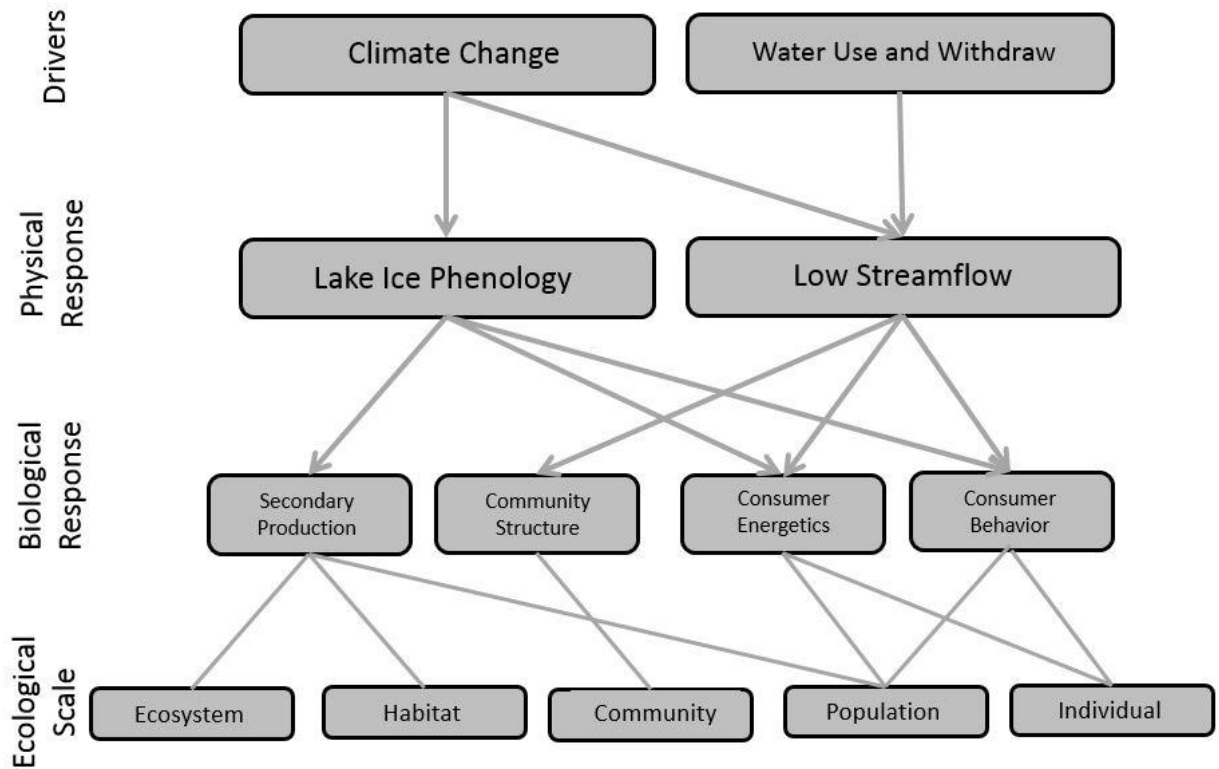 Drivers
Climate Change
Water Use and Withdraw
Physical
Response
Lake Ice Phenology
Low Streamflow
Biological
Response
Secondary
Production
Community
Structure
Consumer
Energetics
Consumer
Behavior
Ecological
Scale
Ecosystem
Habitat
Community
Population
Individual